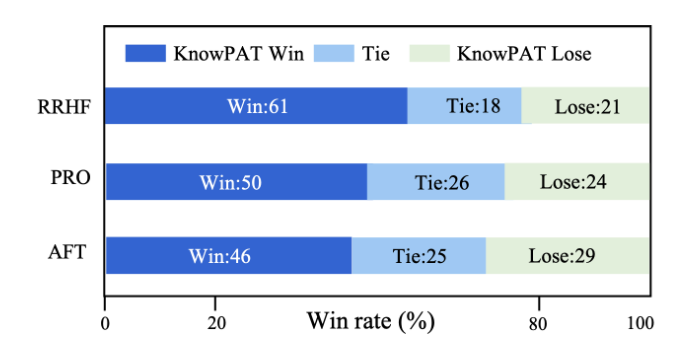 KnowPAT Win Tie KnowPAT Lose
RRHF Win:61 Tie:18 Lose:21
PRO Win:50 Tie:26 Lose:24
AFT Win:46 Tie:25 Lose:29
0 20 Win rate (%) 80 100